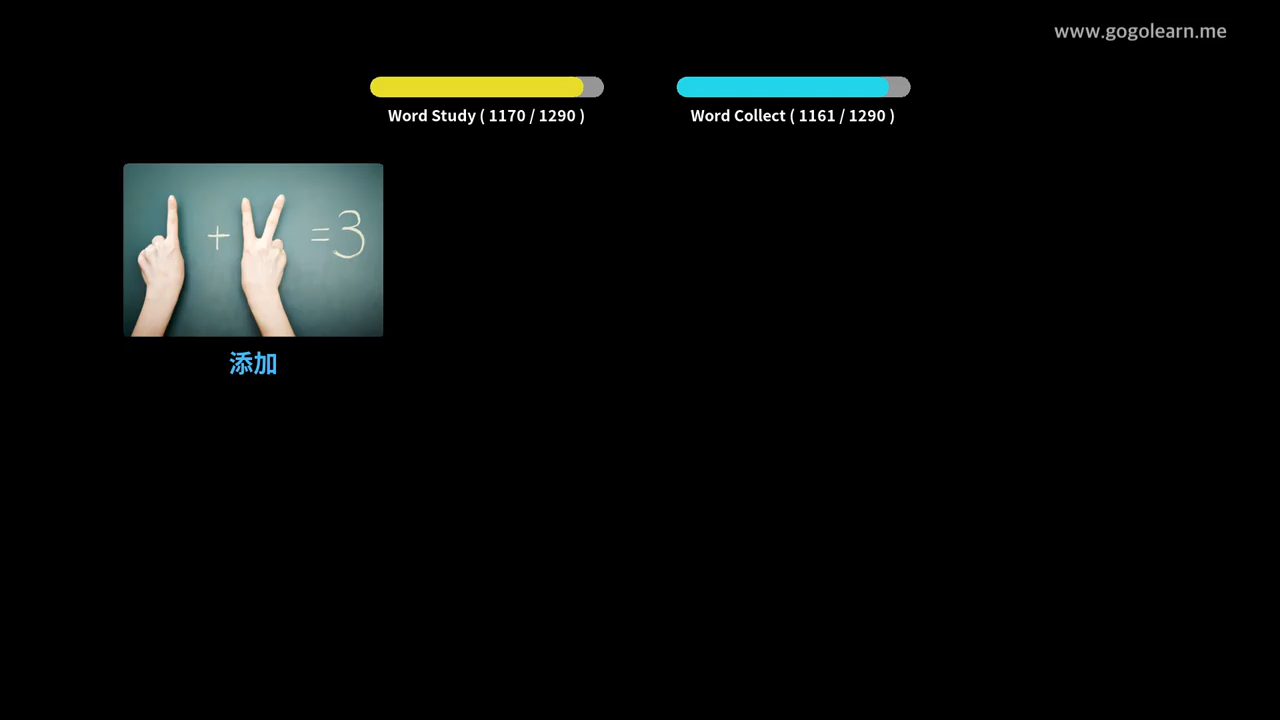 www.gogolearn.me
Word Study ( 1170 / 1290 )
Word Collect ( 1161 / 1290 )
+ =3
添加